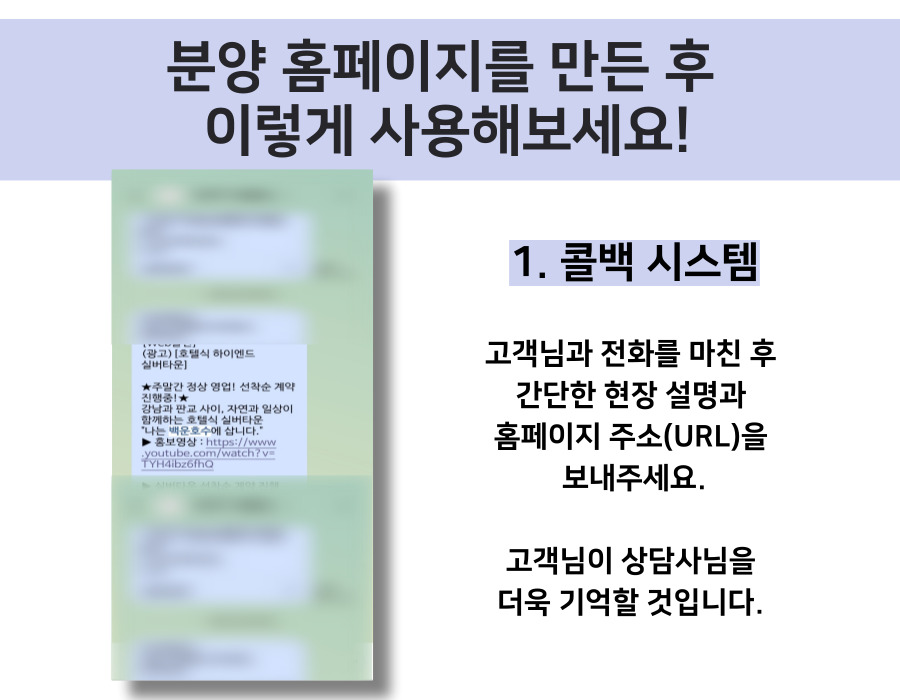 분양 홈페이지를 만든 후
이렇게 사용해보세요!
(광고) [호텔식 하이엔드
실버타운]
★주말간 정상 영업! 선착순 계약
진행중!★
강남과 판교 사이, 자연과 일상이
함께하는 호텔식 실버타운
"나는 백운호수에 삽니다."
▶ 홍보영상 : https://www
.youtube.com/watch?v=
TYH4ibz6fhQ
1. 콜백 시스템
고객님과 전화를 마친 후
간단한 현장 설명과
홈페이지 주소(URL)을
보내주세요.
고객님이 상담사님을
더욱 기억할 것입니다.